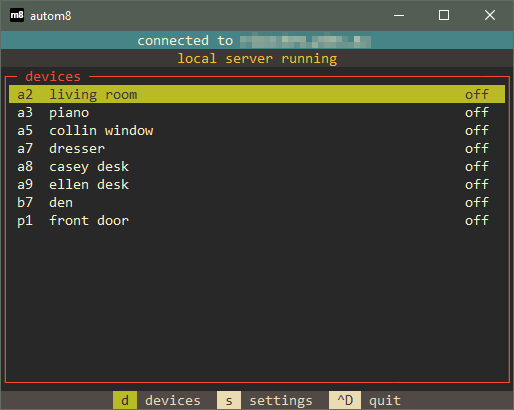 m8 autom8
connected to
local server running
devices
a2 living room off
a3 piano off
a5 collin window off
a7 dresser off
a8 casey desk off
a9 ellen desk off
b7 den off
p1 front door off
d devices s settings ^D quit